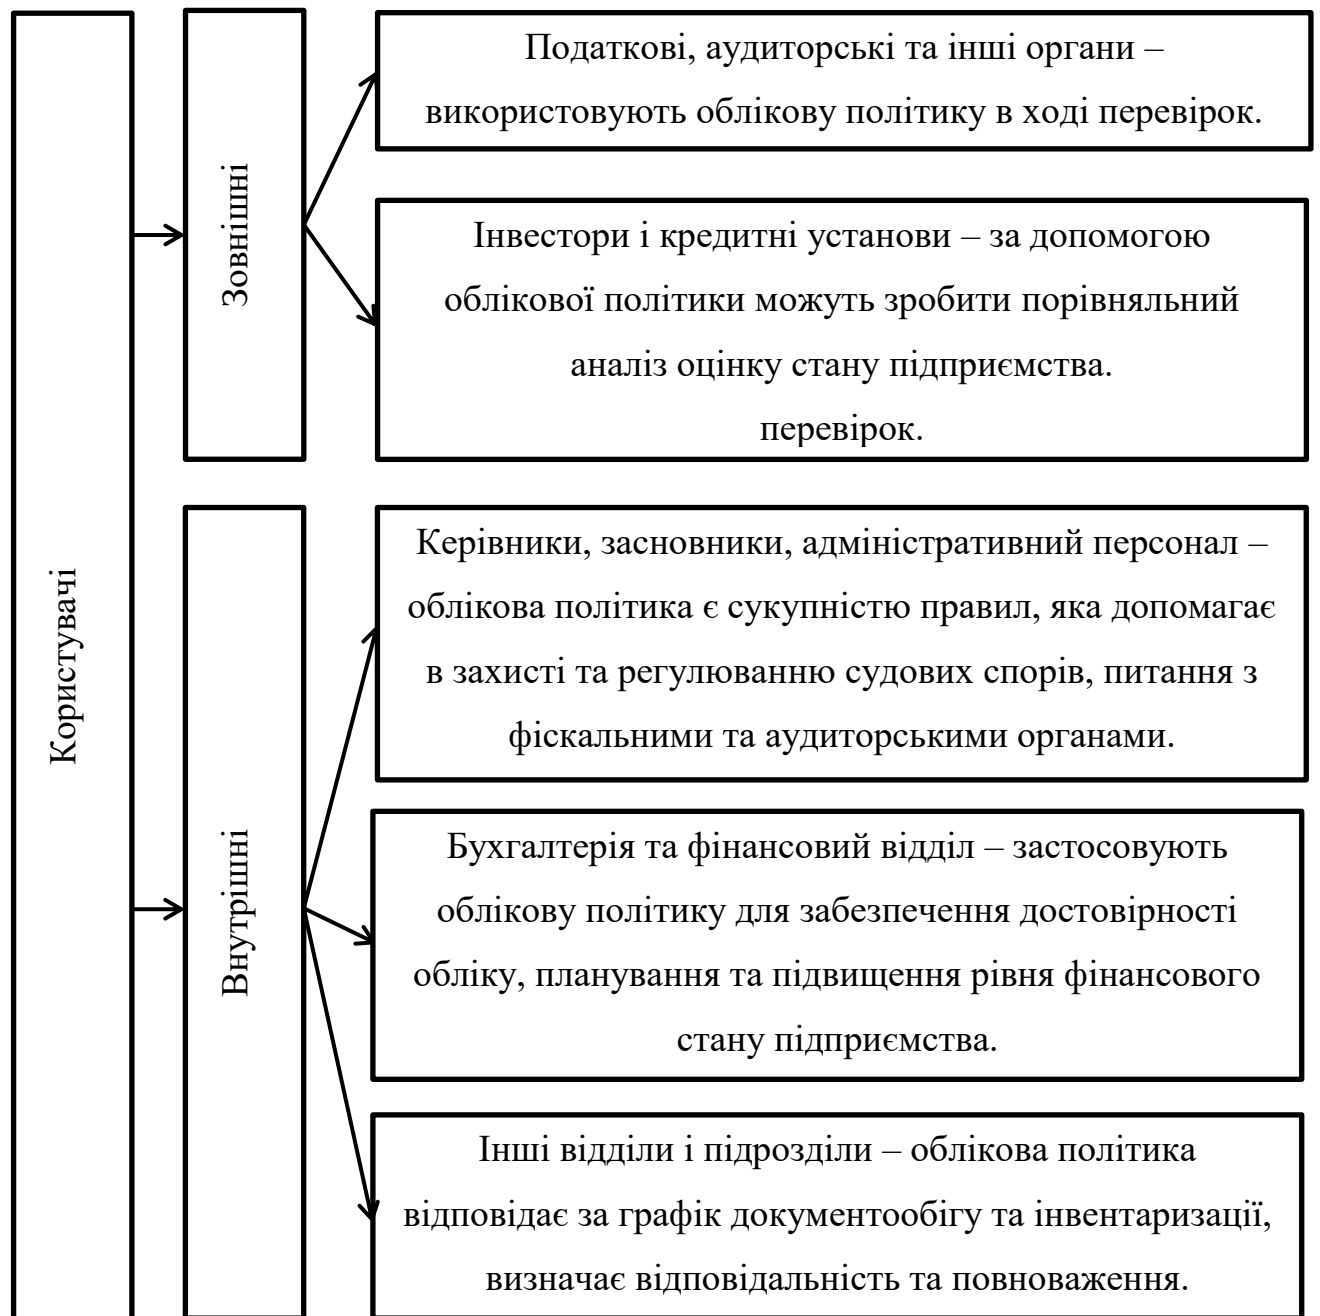 Користувачі
Зовнішні
Податкові, аудиторські та інші органи –
використовують облікову політику в ході перевірок.
Інвестори і кредитні установи – за допомогою
облікової політики можуть зробити порівняльний
аналіз оцінку стану підприємства.
перевірок.
Внутрішні
Керівники, засновники, адміністративний персонал –
облікова політика є сукупністю правил, яка допомагає
в захисті та регулюванню судових спорів, питання з
фіскальними та аудиторськими органами.
Бухгалтерія та фінансовий відділ – застосовують
облікову політику для забезпечення достовірності
обліку, планування та підвищення рівня фінансового
стану підприємства.
Інші відділи і підрозділи – облікова політика
відповідає за графік документообігу та інвентаризації,
визначає відповідальність та повноваження.